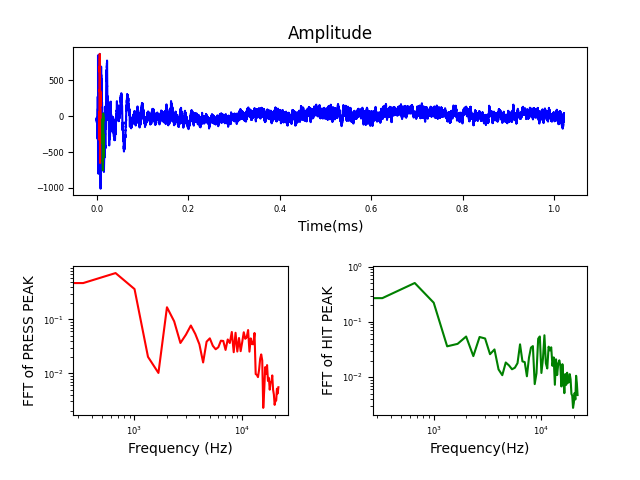 Amplitude
500
0
−500
−1000
0.0 0.2 0.4 0.6 0.8 1.0
Time(ms)
FFT of PRESS PEAK
10⁻¹
10⁻²
10³ 10⁴
Frequency (Hz)
FFT of HIT PEAK
10⁰
10⁻¹
10⁻²
10³ 10⁴
Frequency(Hz)